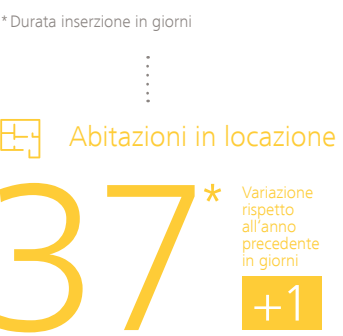 * Durata inserzione in giorni
Abitazioni in locazione
37*
Variazione
rispetto
all'anno
precedente
in giorni
+1